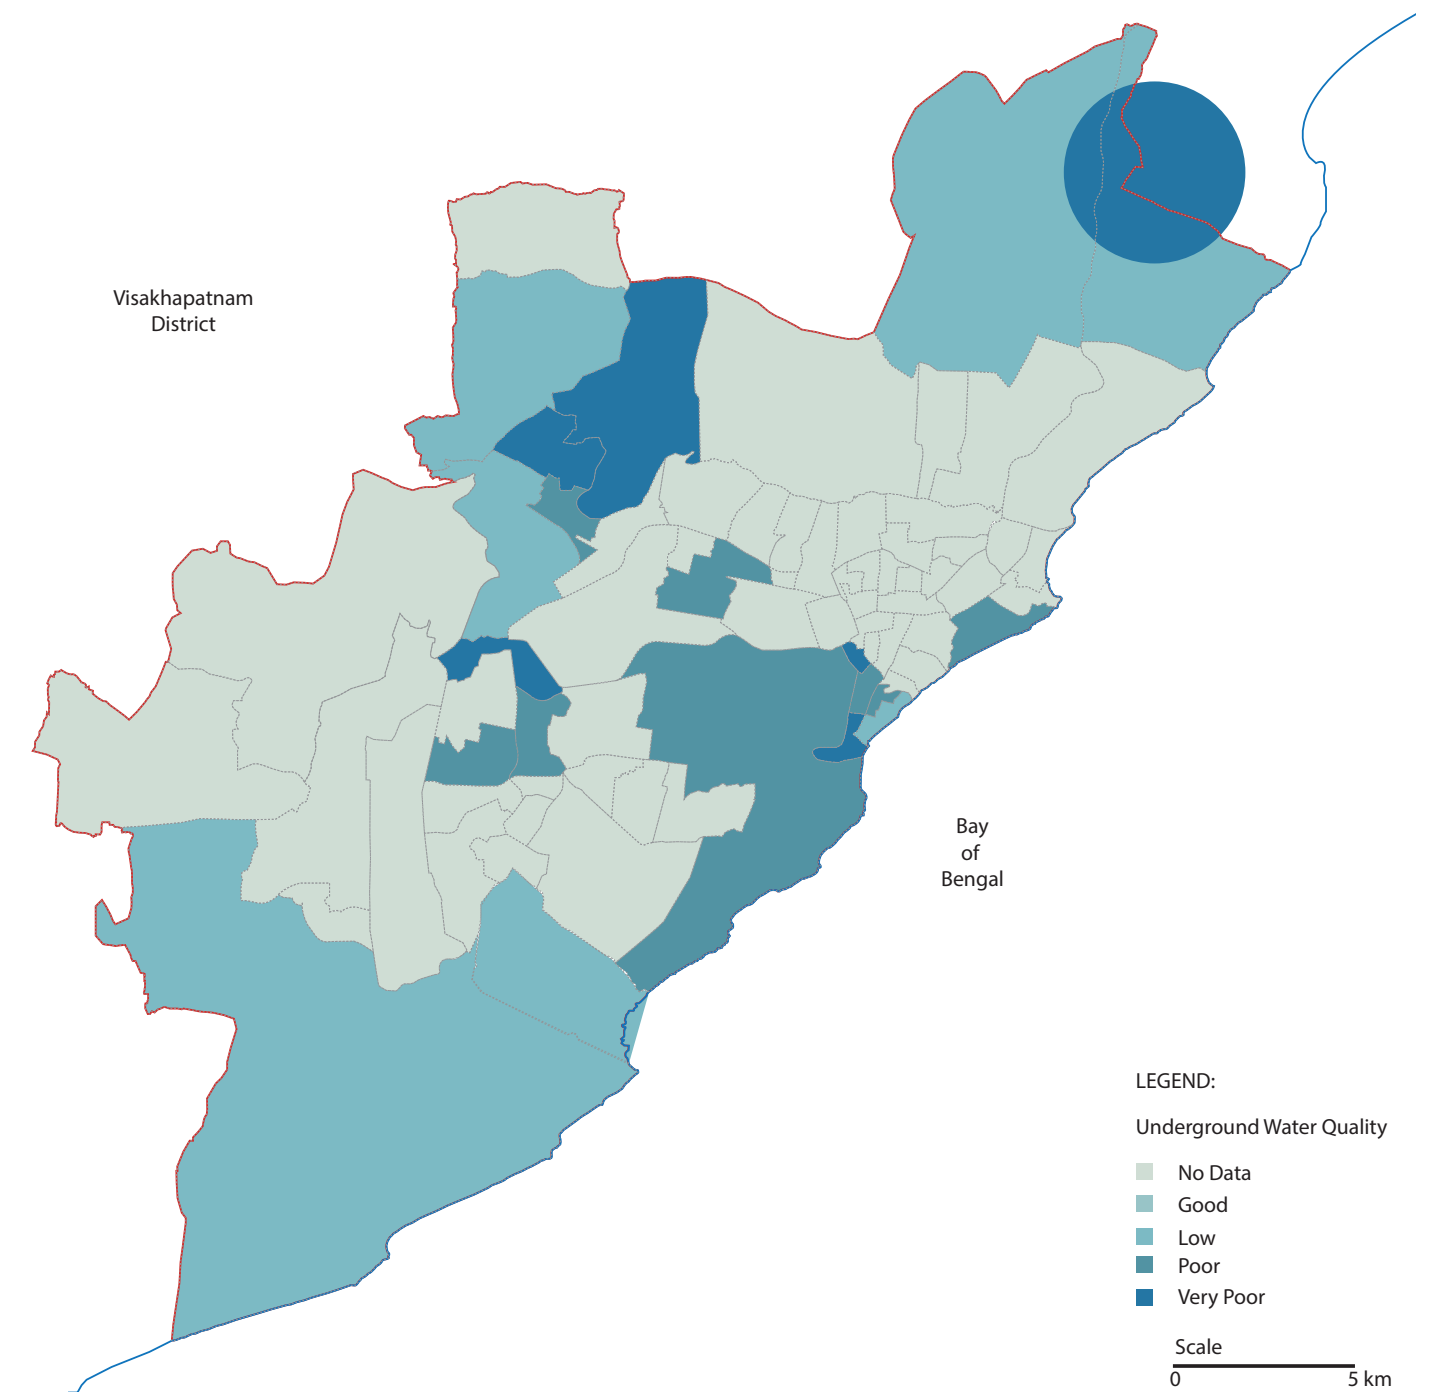 Visakhapatnam
District
Bay
of
Bengal
LEGEND:
Underground Water Quality
No Data
Good
Low
Poor
Very Poor
Scale
0 5 km